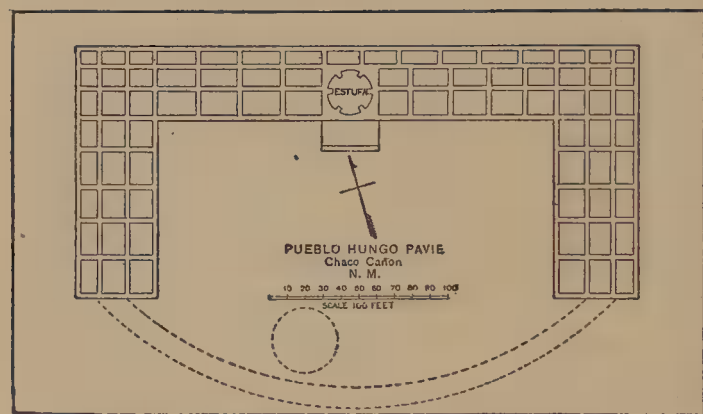 ESTUFA
PUEBLO HUNGO PAVIE
Chaco Cañon
N. M.
10 20 30 40 50 60 70 80 90 100
SCALE 100 FEET